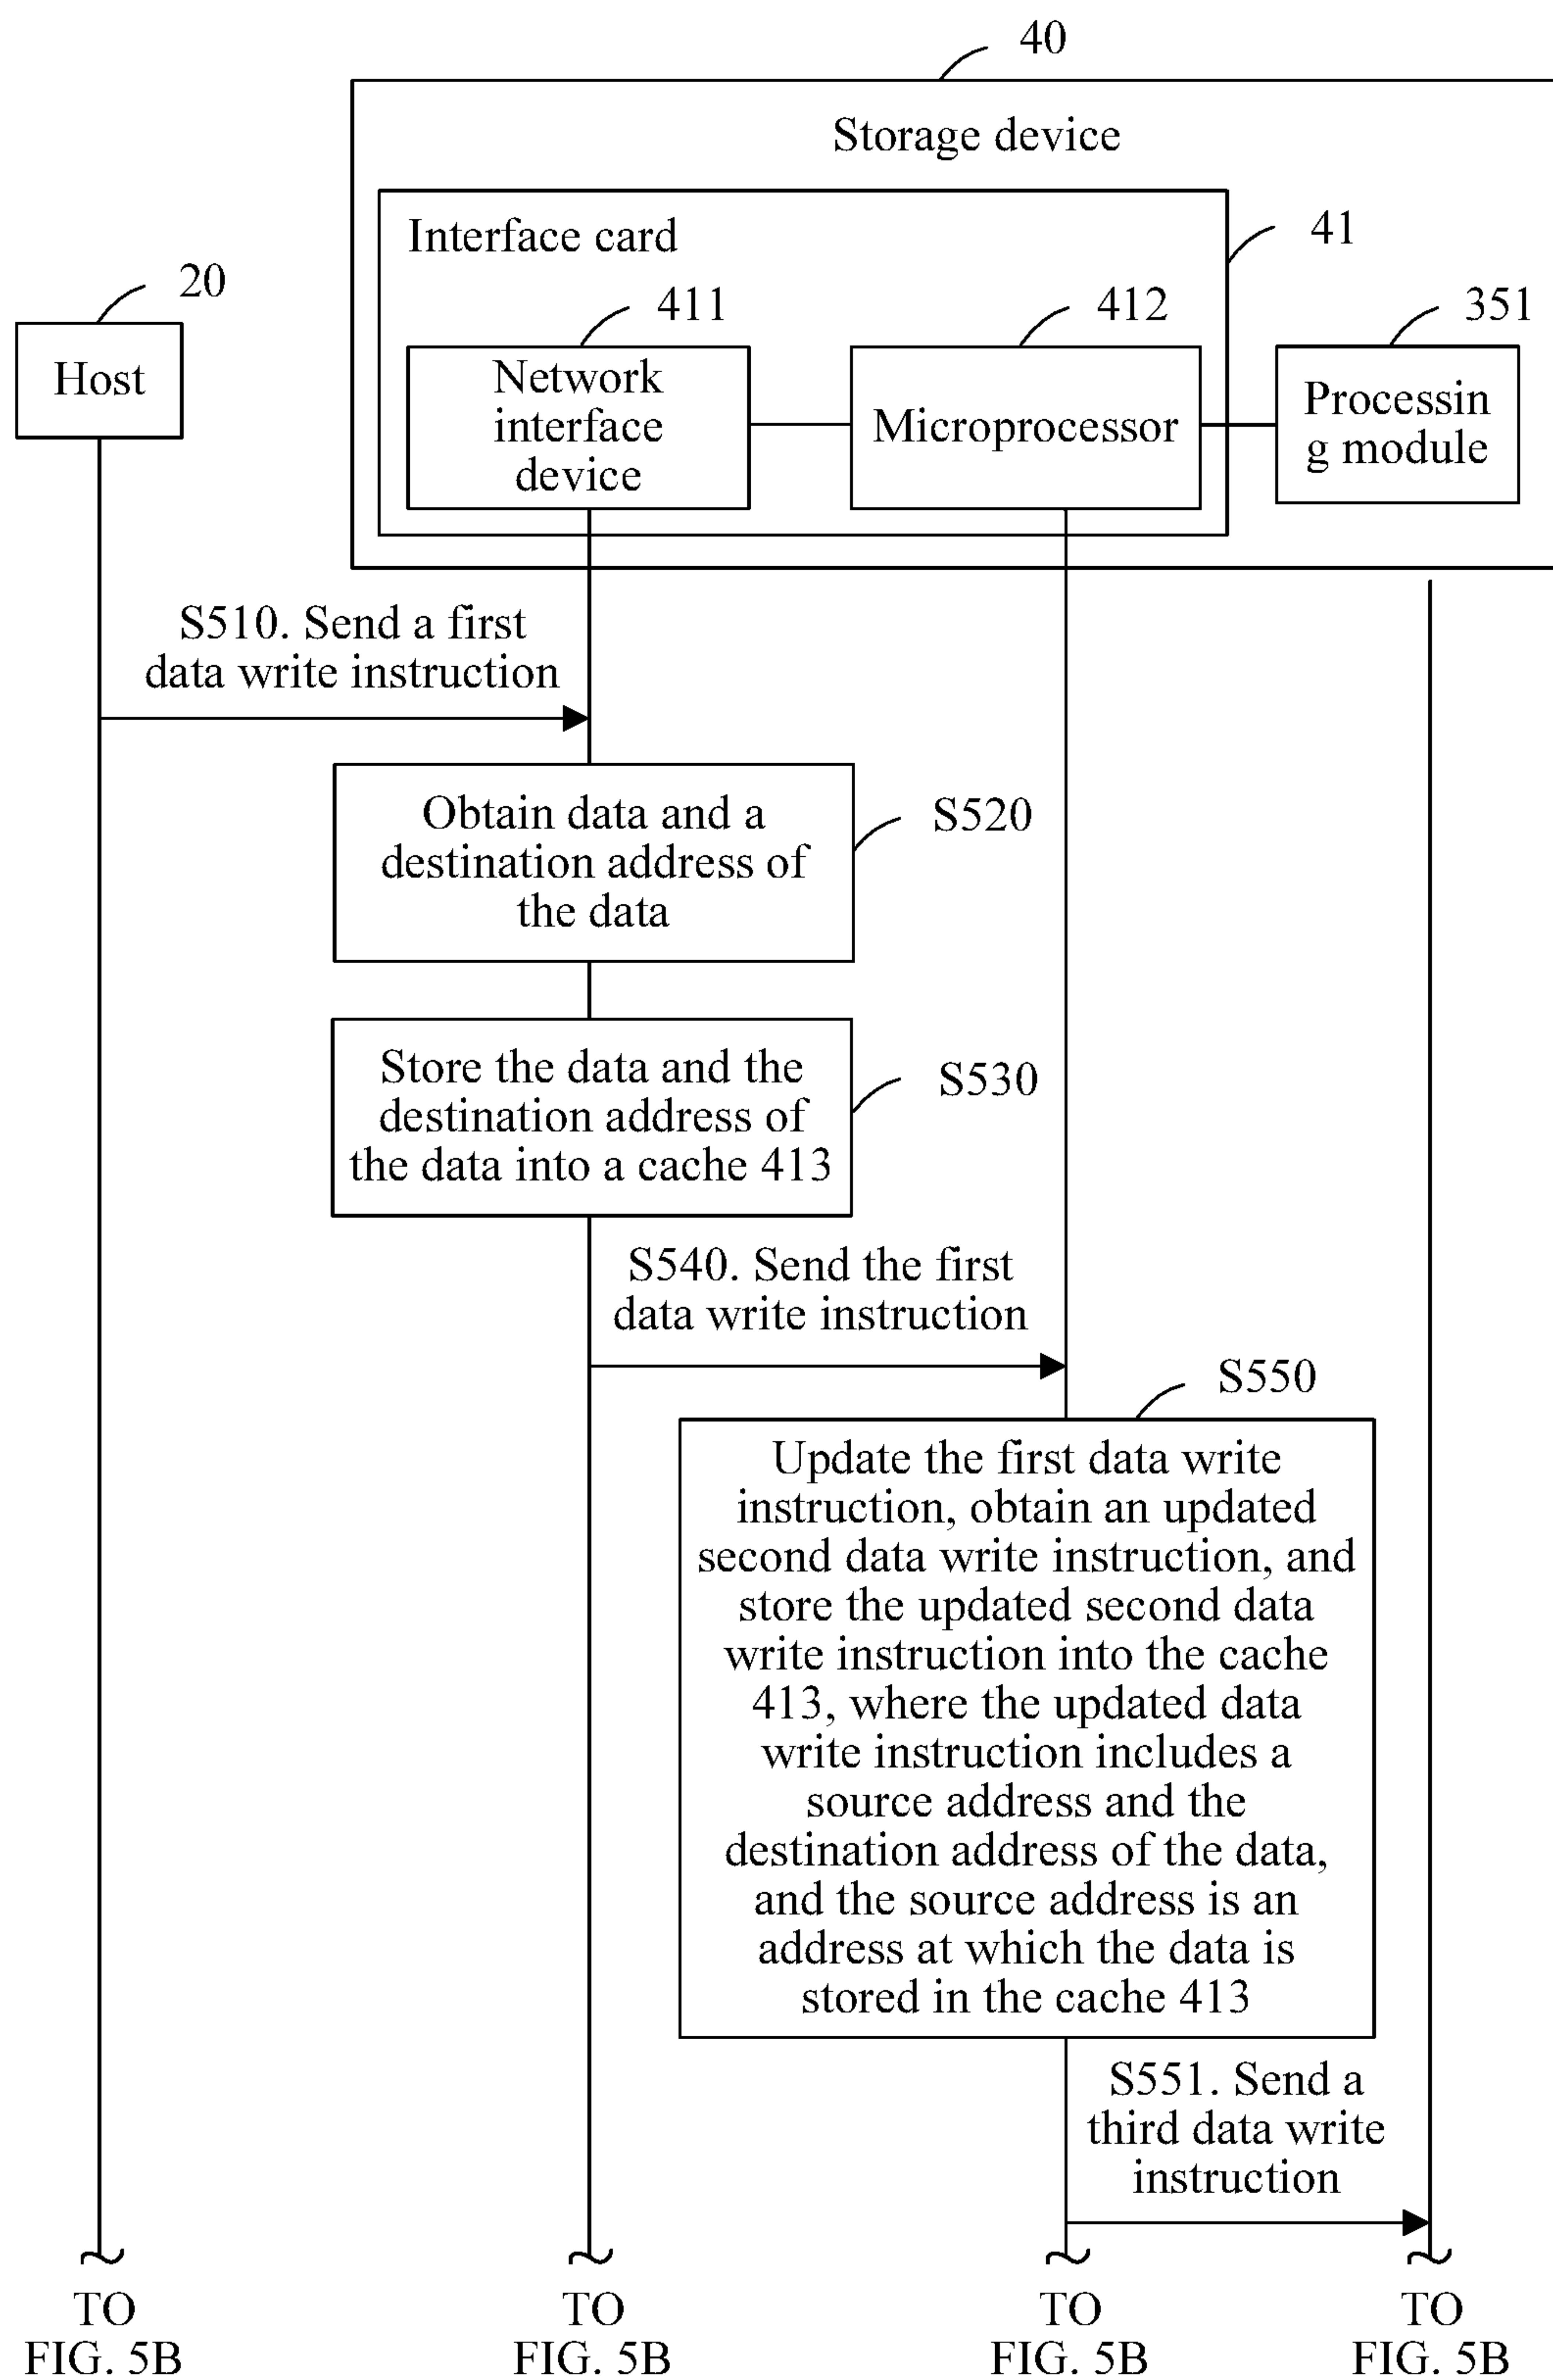 40
Storage device
Interface card
41
20
411
412
351
Host
Network
interface
device
Microprocessor
Processin
g module
S510. Send a first
data write instruction
Obtain data and a
destination address of
the data
S520
Store the data and the
destination address of
the data into a cache 413
S530
S540. Send the first
data write instruction
S550
Update the first data write
instruction, obtain an updated
second data write instruction, and
store the updated second data
write instruction into the cache
413, where the updated data
write instruction includes a
source address and the
destination address of the data,
and the source address is an
address at which the data is
stored in the cache 413
S551. Send a
third data write
instruction
TO
FIG. 5B
TO
FIG. 5B
TO
FIG. 5B
TO
FIG. 5B